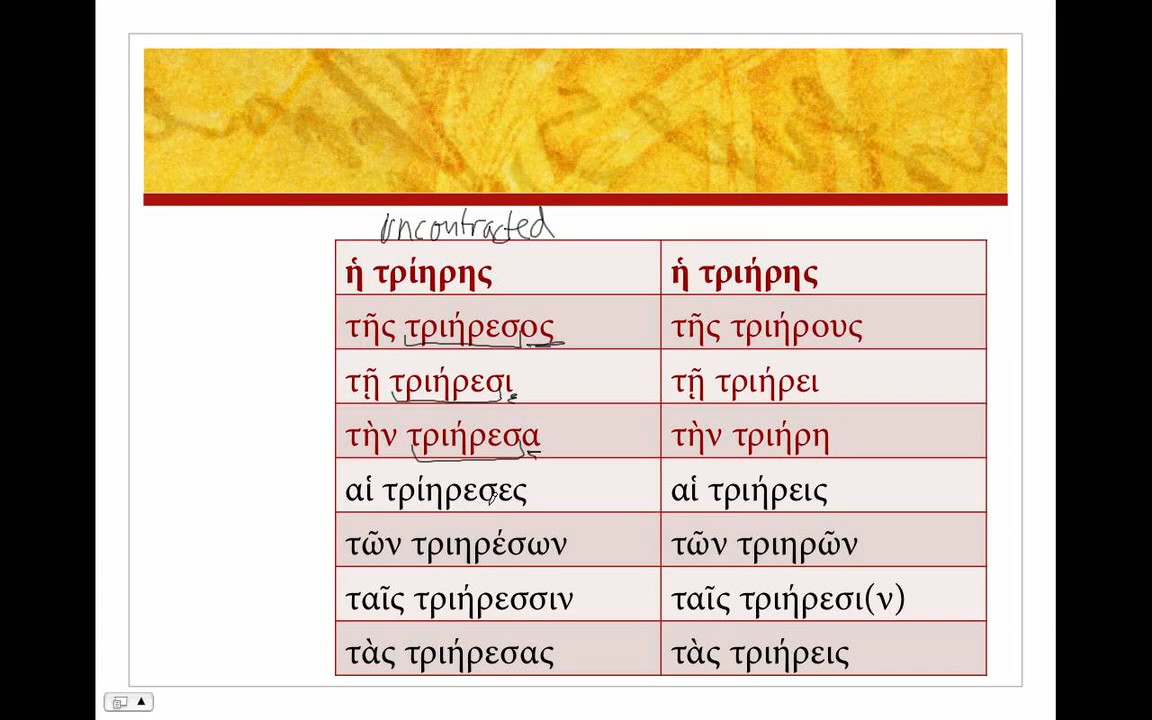 uncontracted
ἡ τρίηρης ἡ τριήρης
τῆς τριήρεσος τῆς τριήρους
τῇ τριήρεσι τῇ τριήρει
τὴν τριήρεσα τὴν τριήρη
αἱ τρίηρεσες αἱ τριήρεις
τῶν τριηρέσων τῶν τριηρῶν
ταῖς τριήρεσσιν ταῖς τριήρεσι(ν)
τὰς τριήρεσας τὰς τριήρεις